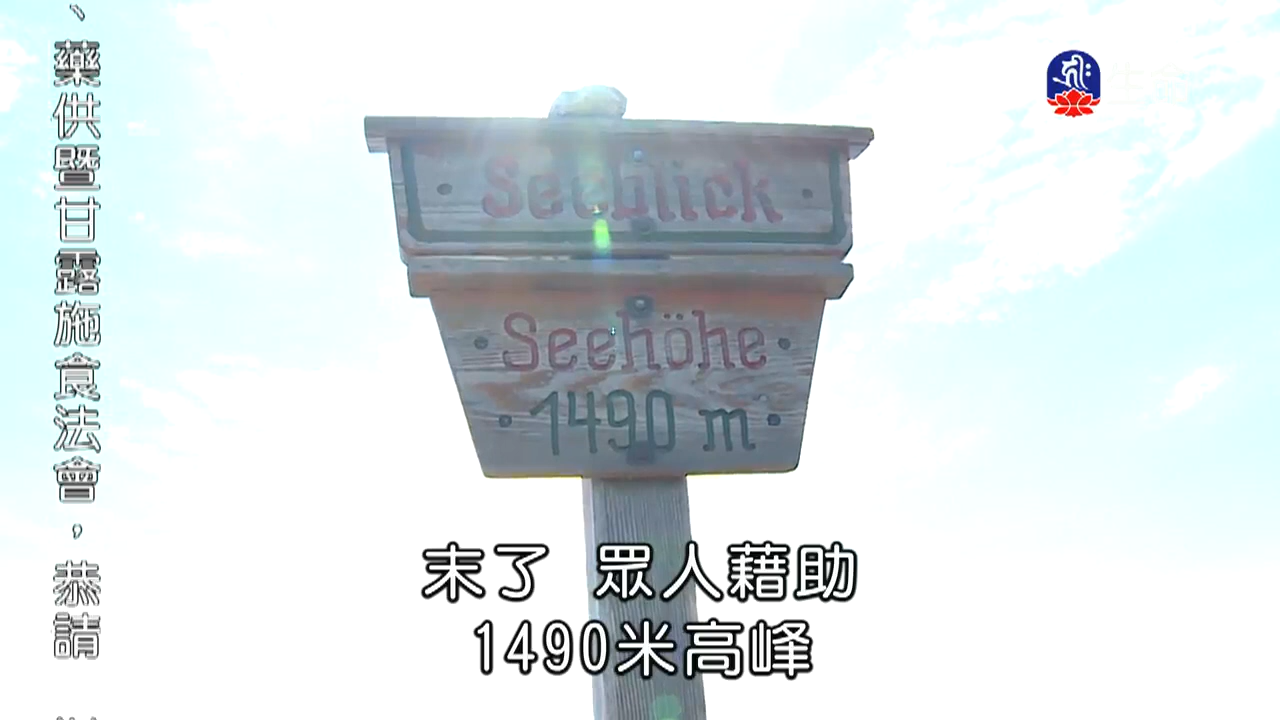 、藥供暨甘露施食法會，恭請
Seeblick
Seehöhe
1490 m
末了 眾人藉助
1490米高峰